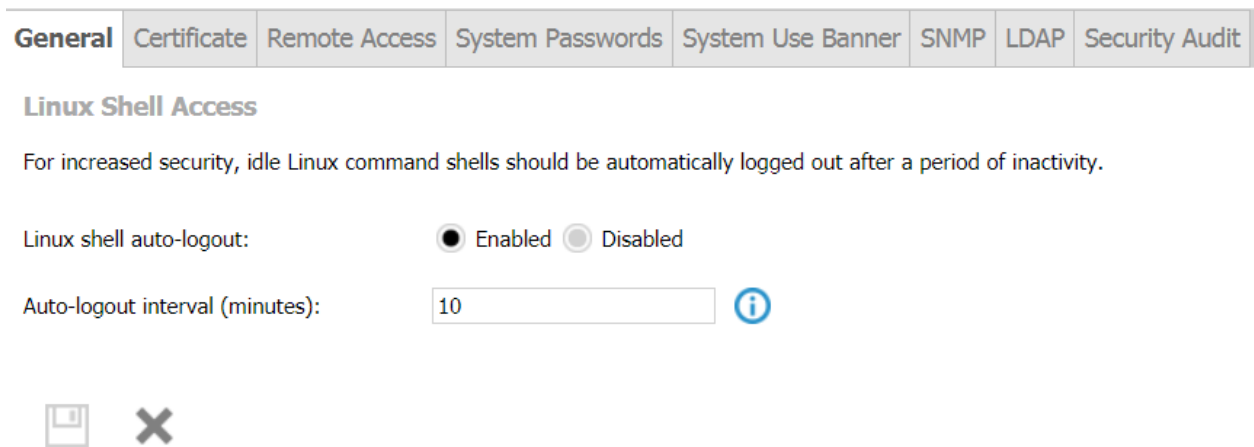 General Certificate Remote Access System Passwords System Use Banner SNMP LDAP Security Audit
Linux Shell Access
For increased security, idle Linux command shells should be automatically logged out after a period of inactivity.
Linux shell auto-logout: Enabled Disabled
Auto-logout interval (minutes): 10